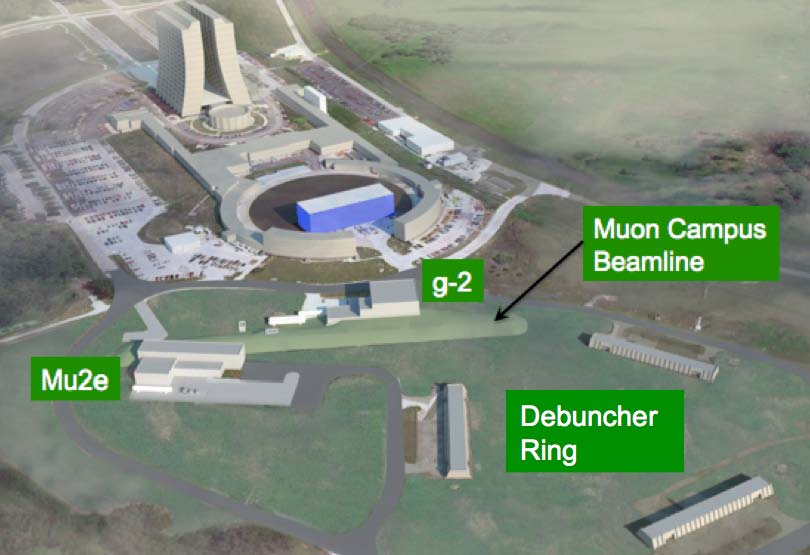 Muon Campus
Beamline
g-2
Mu2e
Debuncher
Ring